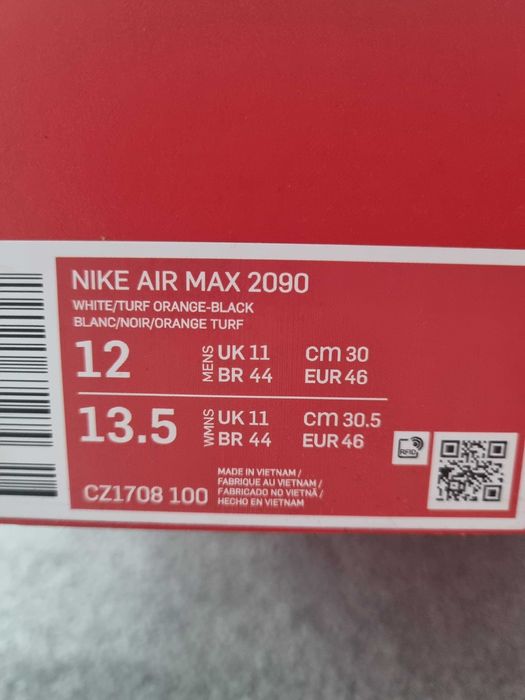 NIKE AIR MAX 2090
WHITE/TURF ORANGE-BLACK
BLANC/NOIR/ORANGE TURF
12 MENS UK 11 cm 30
BR 44 EUR 46
13.5 WMNS UK 11 cm 30.5
BR 44 EUR 46
RFID
CZ1708 100
MADE IN VIETNAM /
FABRIQUE AU VIETNAM /
FABRICADO NO VIETNÃ /
HECHO EN VIETNAM